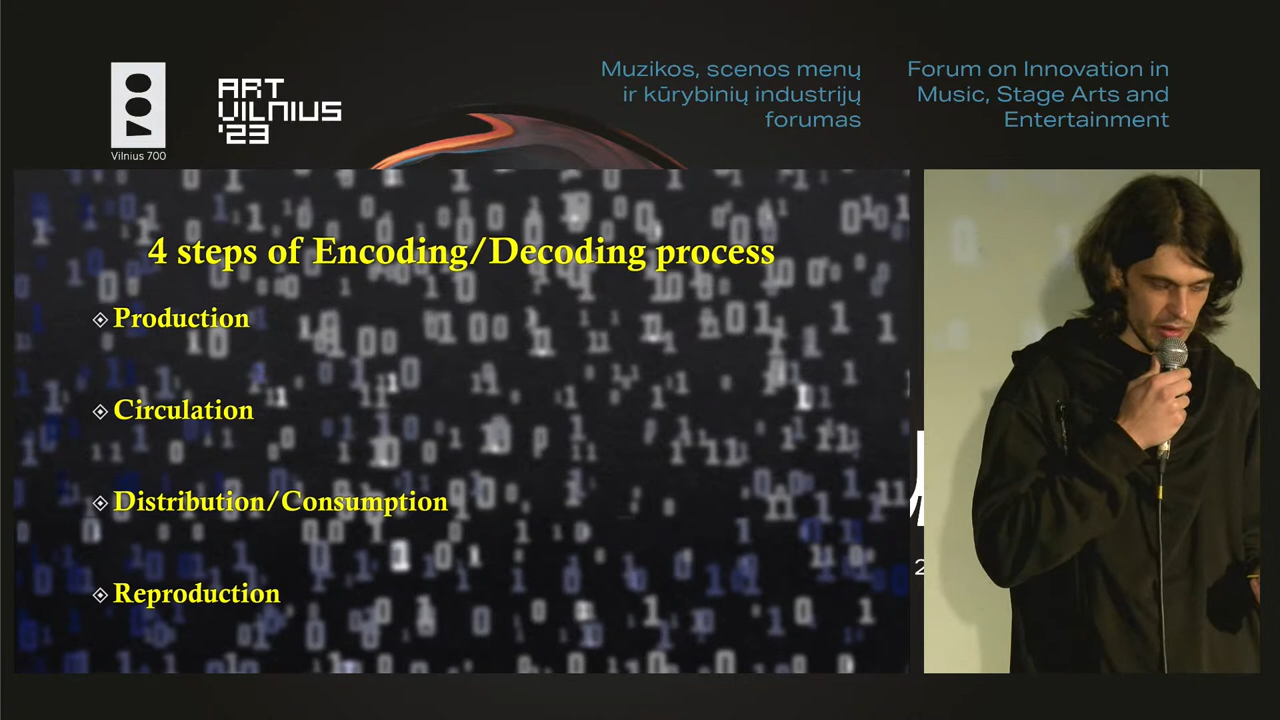 Vilnius 700
ART
VILNIUS
'23
Muzikos, scenos menų
ir kūrybinių industrijų
forumas
Forum on Innovation in
Music, Stage Arts and
Entertainment
4 steps of Encoding/Decoding process
Production
Circulation
Distribution/Consumption
Reproduction